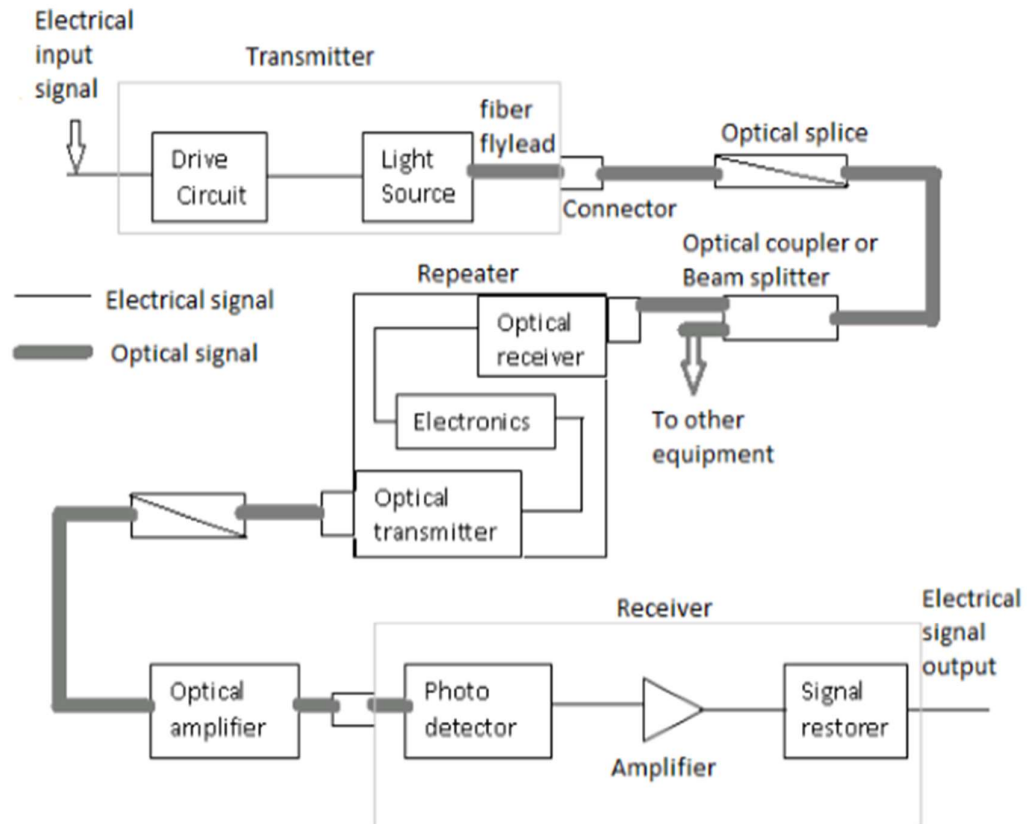 Electrical
input
signal
Transmitter
Drive
Circuit
Light
Source
fiber
flylead
Connector
Optical splice
Optical coupler or
Beam splitter
To other
equipment
Electrical signal
Optical signal
Repeater
Optical
receiver
Electronics
Optical
transmitter
Receiver
Optical
amplifier
Photo
detector
Amplifier
Signal
restorer
Electrical
signal
output